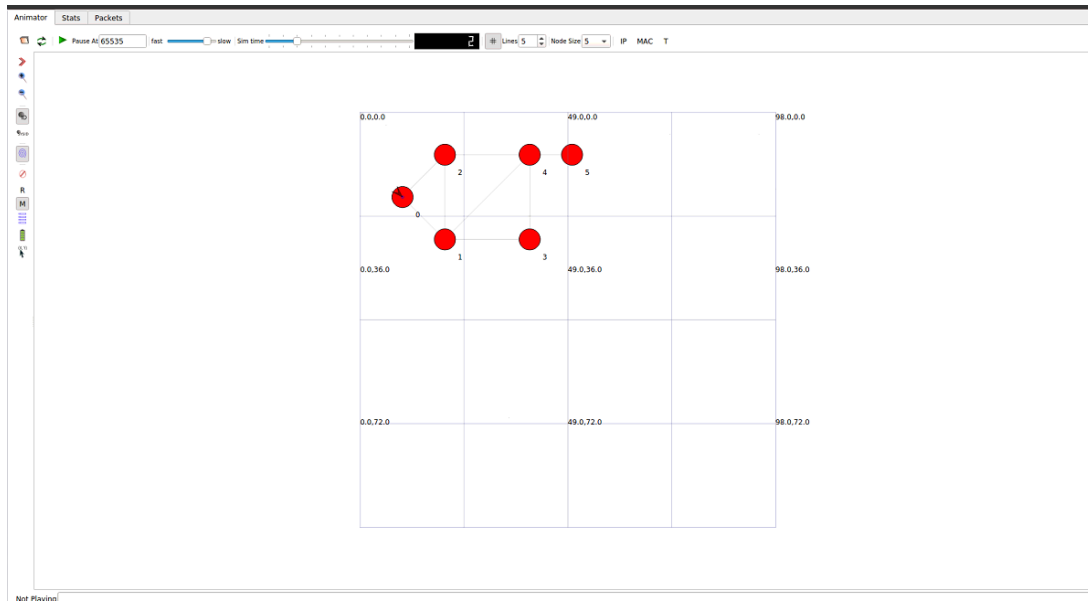 Animator Stats Packets
Pause At 65535 fast slow Sim time 2 # Lines 5 Node Size 5 IP MAC T
0.0,0.0 49.0,0.0 98.0,0.0
2 4 5
0
1 3
0.0,36.0 49.0,36.0 98.0,36.0
R
M
0.0,72.0 49.0,72.0 98.0,72.0
Not Playing